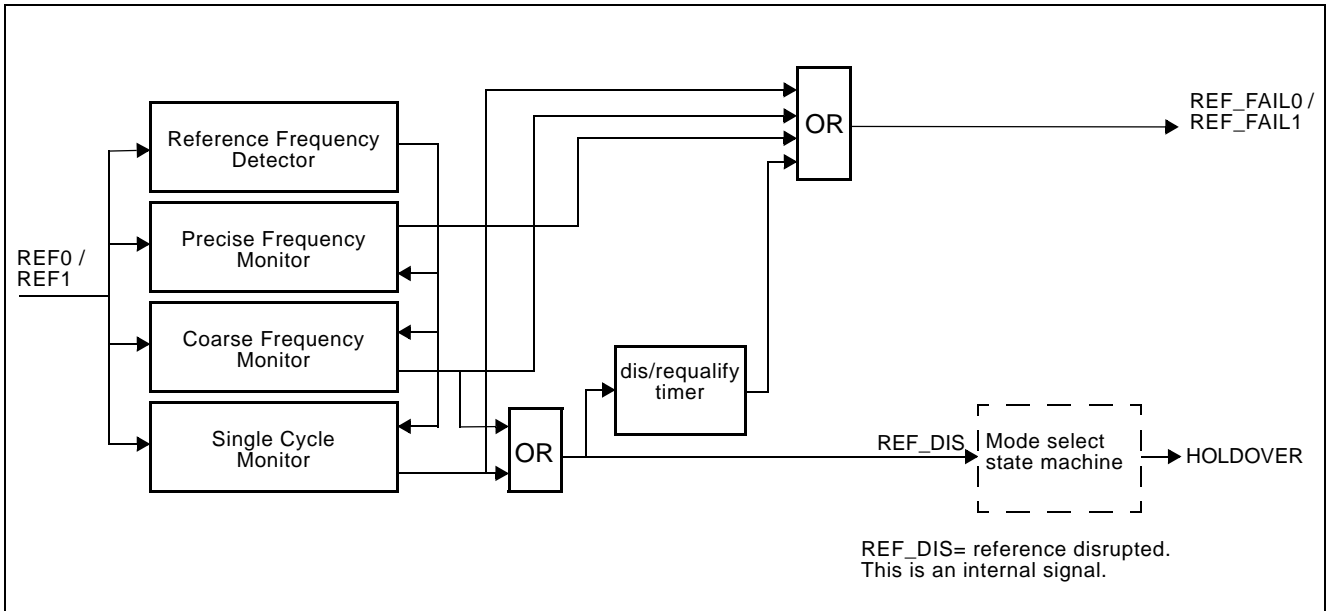 Reference Frequency
Detector
Precise Frequency
Monitor
Coarse Frequency
Monitor
Single Cycle
Monitor
REF0 /
REF1
OR
dis/requalify
timer
OR
REF_FAIL0 /
REF_FAIL1
REF_DIS
Mode select
state machine
HOLDOVER
REF_DIS= reference disrupted.
This is an internal signal.